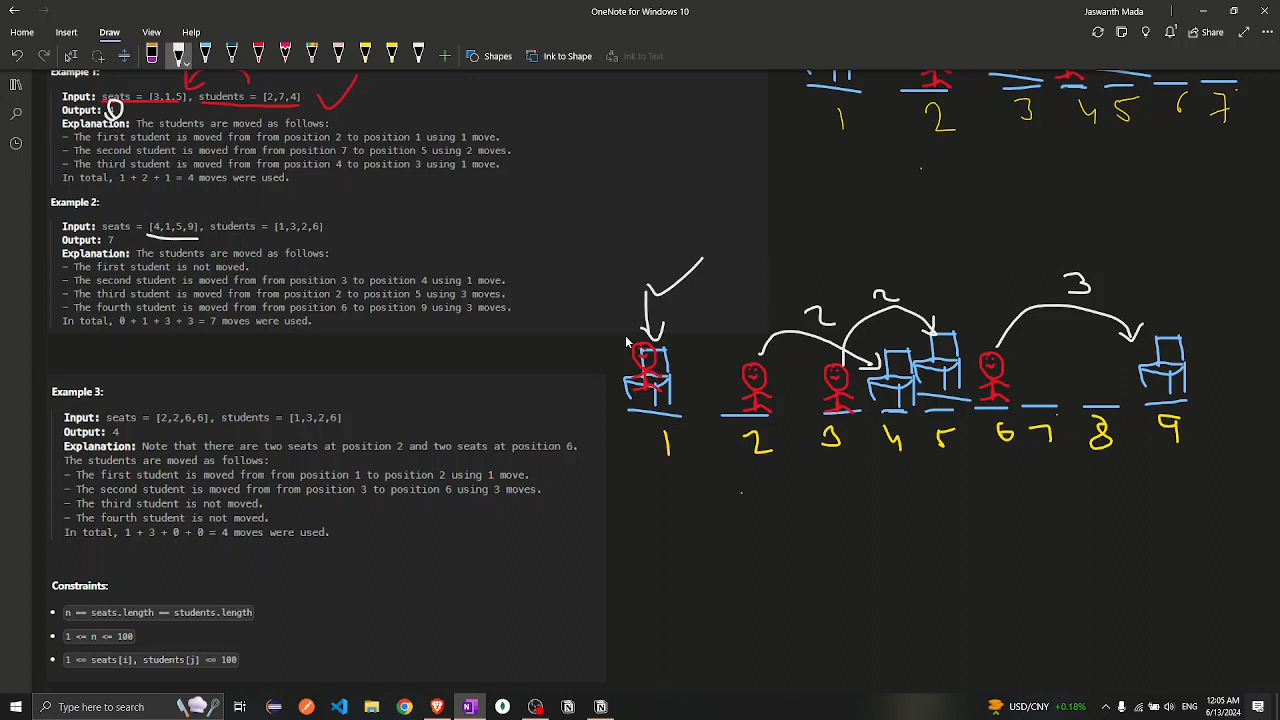 OneNote for Windows 10
Jaswanth Mada
Home Insert Draw View Help
Share
Shapes Ink to Shape Ink to Text
Example 1:
Input: seats = [3,1,5], students = [2,7,4]
Output:
Explanation: The students are moved as follows:
- The first student is moved from from position 2 to position 1 using 1 move.
- The second student is moved from from position 7 to position 5 using 2 moves.
- The third student is moved from from position 4 to position 3 using 1 move.
In total, 1 + 2 + 1 = 4 moves were used.
1 2 3 4 5 6 7
Example 2:
Input: seats = [4,1,5,9], students = [1,3,2,6]
Output: 7
Explanation: The students are moved as follows:
- The first student is not moved.
- The second student is moved from from position 3 to position 4 using 1 move.
- The third student is moved from from position 2 to position 5 using 3 moves.
- The fourth student is moved from from position 6 to position 9 using 3 moves.
In total, 0 + 1 + 3 + 3 = 7 moves were used.
2 2 3
1 2 3 4 5 6 7 8 9
Example 3:
Input: seats = [2,2,6,6], students = [1,3,2,6]
Output: 4
Explanation: Note that there are two seats at position 2 and two seats at position 6.
The students are moved as follows:
- The first student is moved from from position 1 to position 2 using 1 move.
- The second student is moved from from position 3 to position 6 using 3 moves.
- The third student is not moved.
- The fourth student is not moved.
In total, 1 + 3 + 0 + 0 = 4 moves were used.
Constraints:
n == seats.length == students.length
1 <= n <= 100
1 <= seats[i], students[j] <= 100
Type here to search
USD/CNY +0.18%
ENG
12:05 AM
6/13/2024